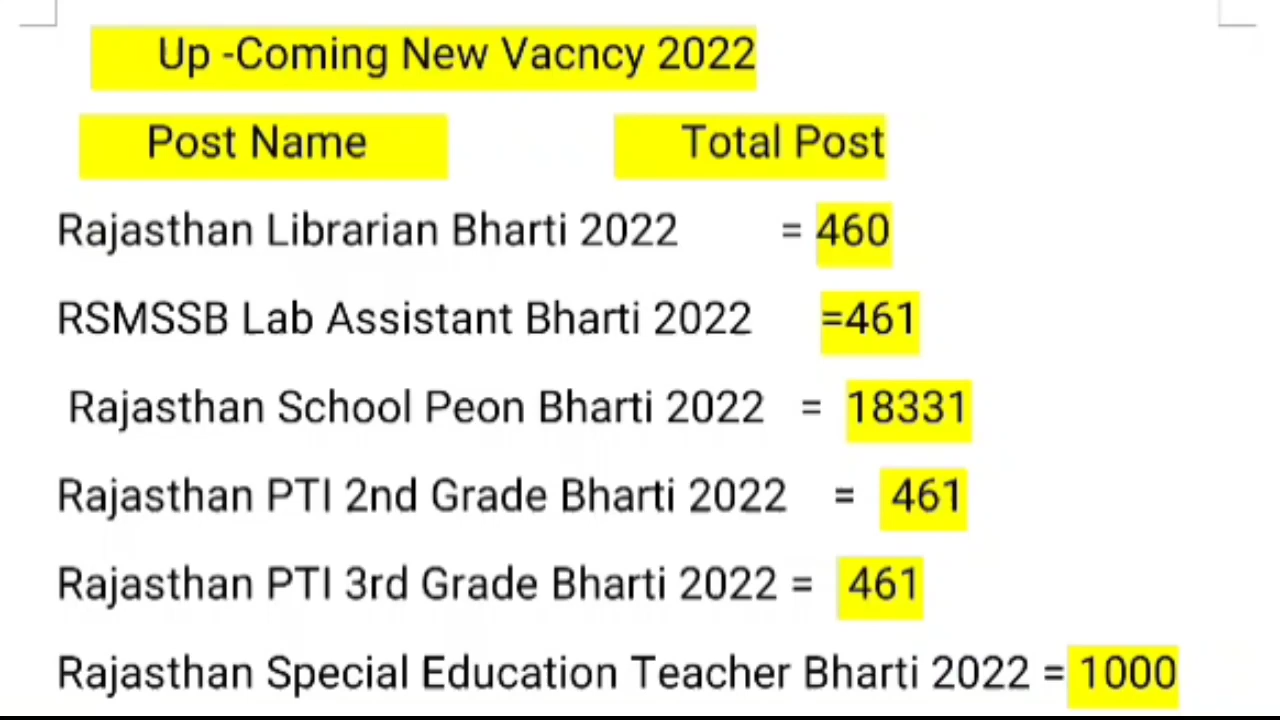 Up -Coming New Vacncy 2022
Post Name Total Post
Rajasthan Librarian Bharti 2022 = 460
RSMSSB Lab Assistant Bharti 2022 =461
Rajasthan School Peon Bharti 2022 = 18331
Rajasthan PTI 2nd Grade Bharti 2022 = 461
Rajasthan PTI 3rd Grade Bharti 2022 = 461
Rajasthan Special Education Teacher Bharti 2022 = 1000